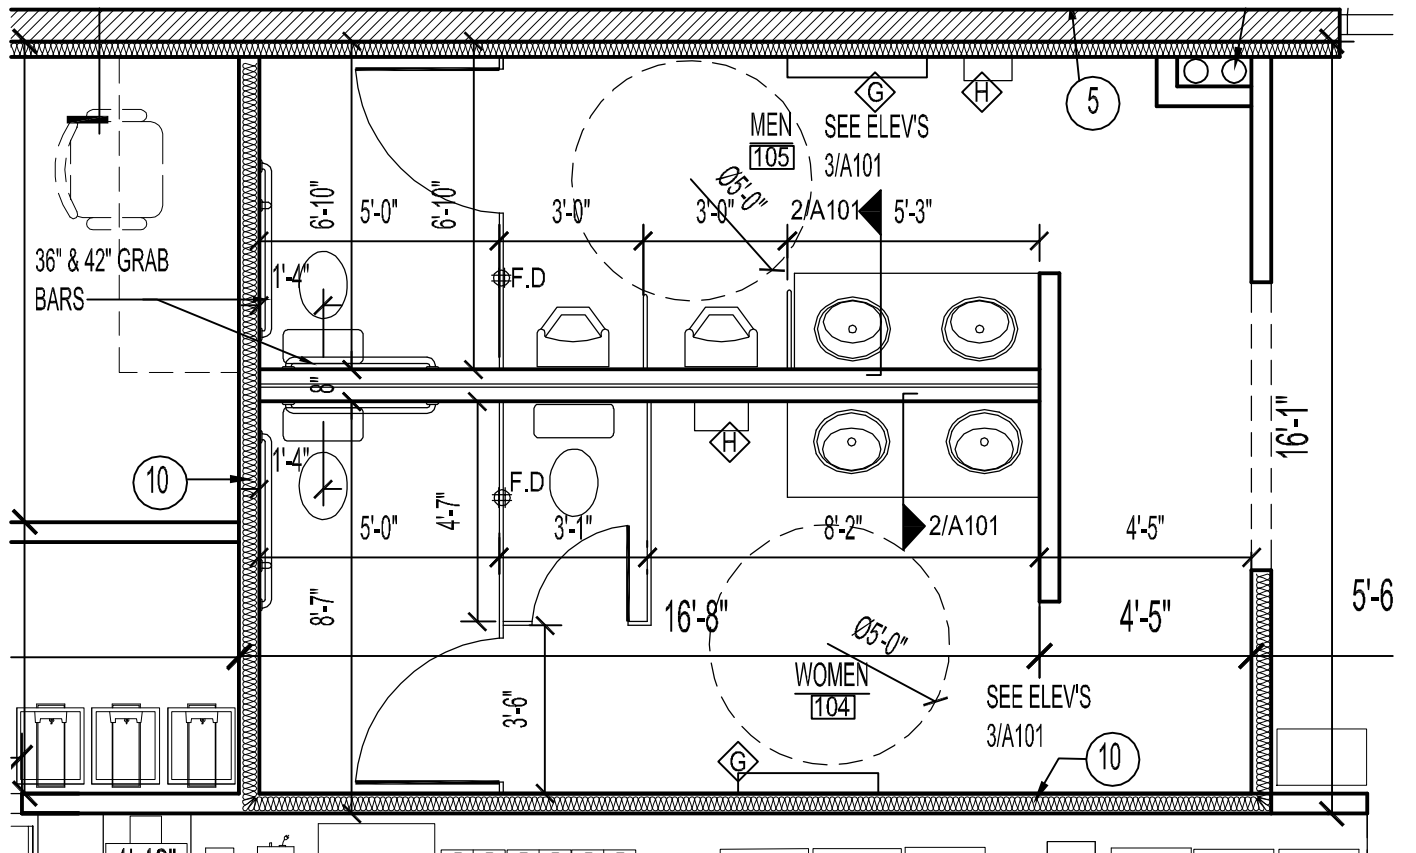 G
H
5
MEN
105
SEE ELEV'S
3/A101
Ø5'-0"
6'-10"
5'-0"
6'-10"
3'-0"
3'-0"
2/A101
5'-3"
36" & 42" GRAB
BARS
1'-4"
F.D
8"
16'-1"
H
10
1'-4"
F.D
4'-7"
5'-0"
3'-1"
8'-2"
2/A101
4'-5"
8'-7"
16'-8"
4'-5"
5'-6
Ø5'-0"
WOMEN
104
3'-6"
SEE ELEV'S
3/A101
G
10